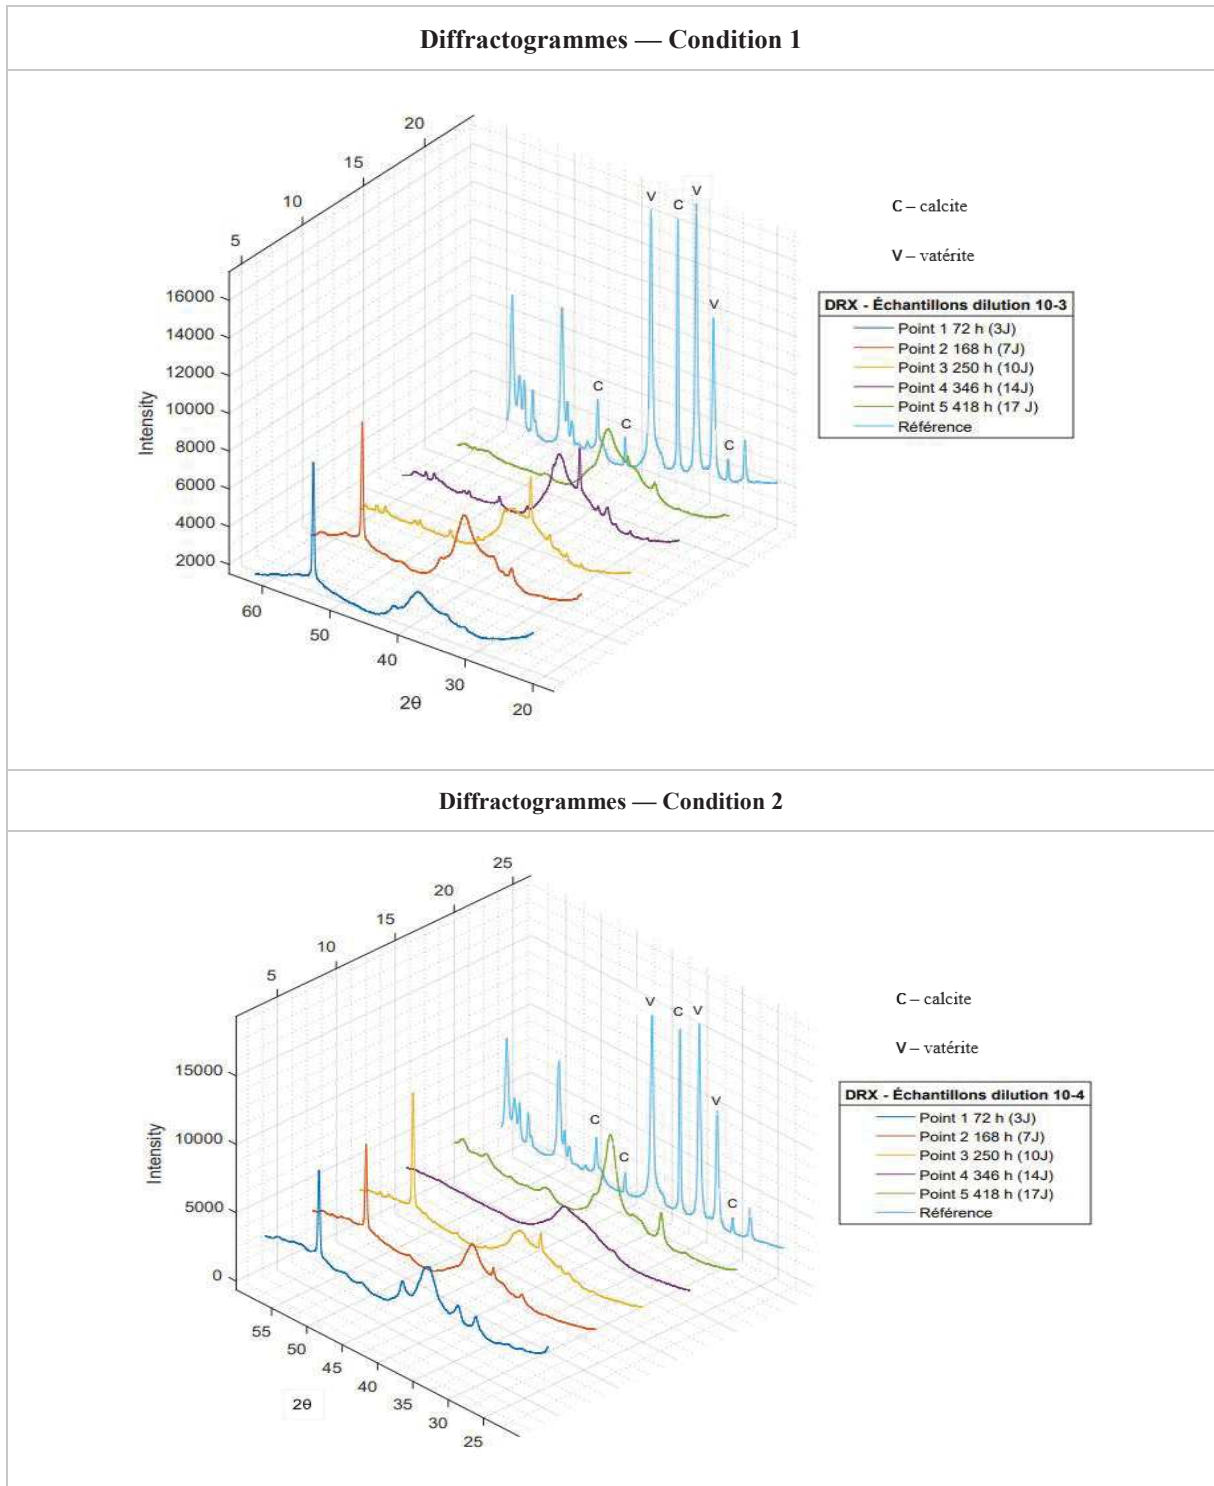 Diffractogrammes — Condition 1
20
15
10
5
V
C
V
V
C
C
C
C – calcite
V – vatérite
16000
14000
12000
10000
8000
6000
4000
2000
Intensity
60
50
40
30
20
2θ
DRX - Échantillons dilution 10-3
Point 1 72 h (3J)
Point 2 168 h (7J)
Point 3 250 h (10J)
Point 4 346 h (14J)
Point 5 418 h (17 J)
Référence
Diffractogrammes — Condition 2
25
20
15
10
5
V
C
V
V
C
C
C
C – calcite
V – vatérite
15000
10000
5000
0
Intensity
55
50
45
40
35
30
25
2θ
DRX - Échantillons dilution 10-4
Point 1 72 h (3J)
Point 2 168 h (7J)
Point 3 250 h (10J)
Point 4 346 h (14J)
Point 5 418 h (17J)
Référence